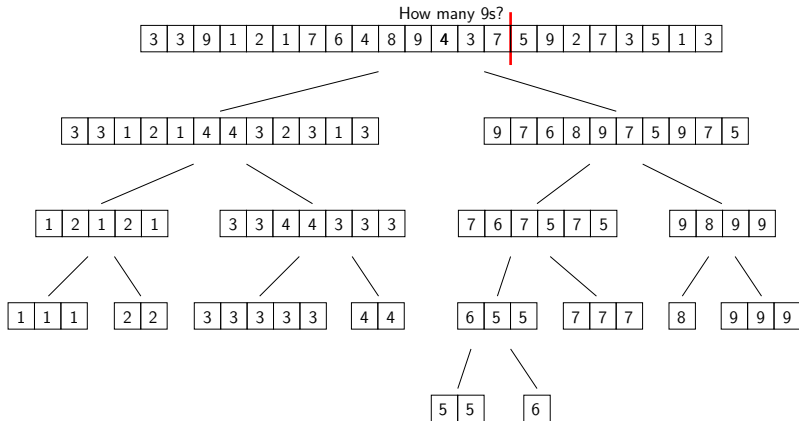 How many 9s?
3 3 9 1 2 1 7 6 4 8 9 4 3 7 5 9 2 7 3 5 1 3
3 3 1 2 1 4 4 3 2 3 1 3 9 7 6 8 9 7 5 9 7 5
1 2 1 2 1 3 3 4 4 3 3 3 7 6 7 5 7 5 9 8 9 9
1 1 1 2 2 3 3 3 3 3 4 4 6 5 5 7 7 7 8 9 9 9
5 5 6